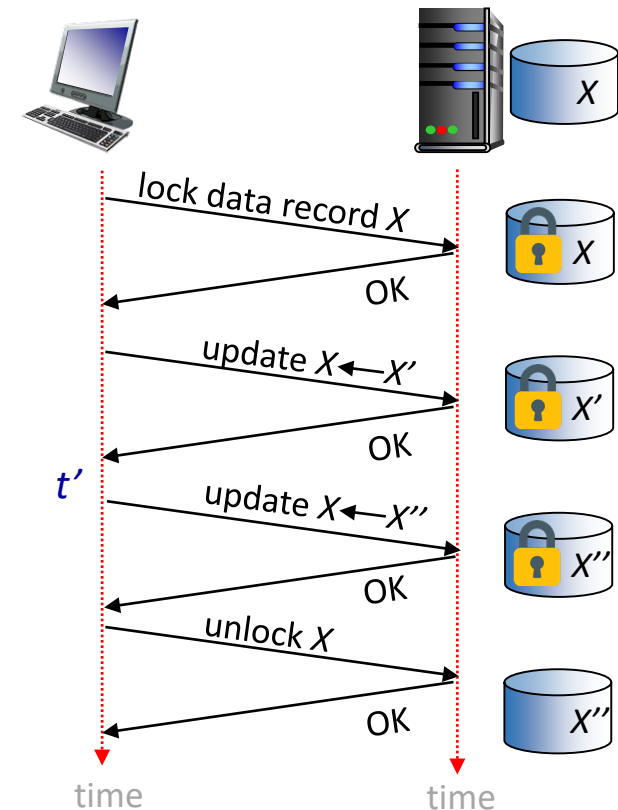 X
lock data record X
X
OK
update X←X’
X’
OK
t’
update X←X’’
X’’
OK
unlock X
X’’
OK
time
time